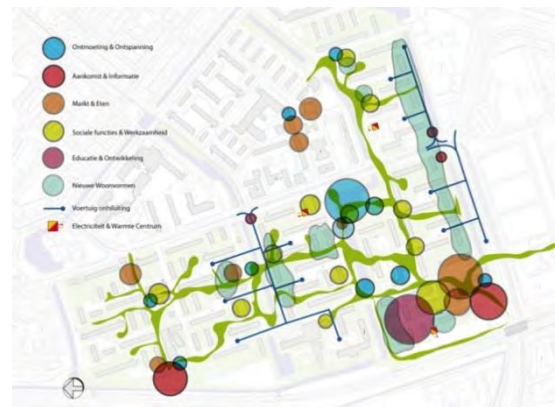 Ontmoeting & Ontspanning
Aankomst & Informatie
Markt & Eten
Sociale functies & Werkzaamheid
Educatie & Ontwikkeling
Nieuwe Woonvormen
Voertuig ontsluiting
Electriciteit & Warmte Centrum